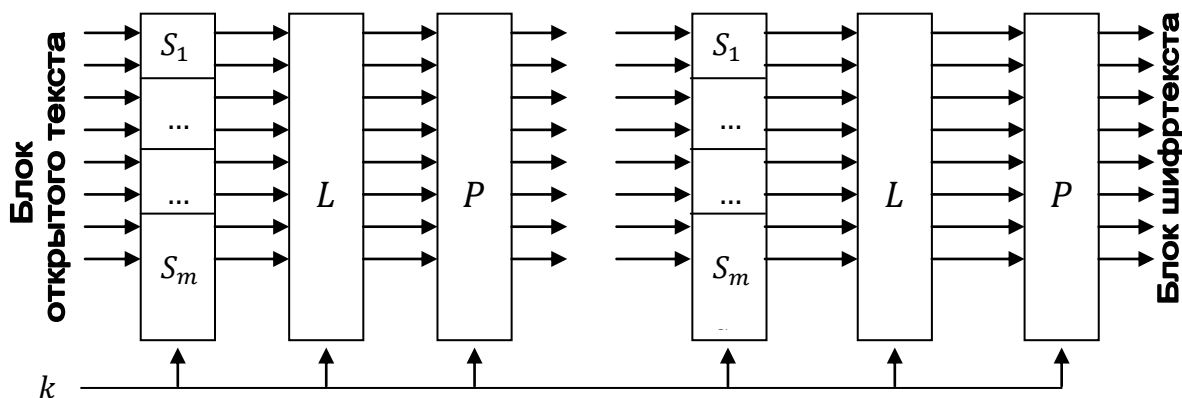 Блок
открытого текста
S₁
...
...
Sₘ
L
P
S₁
...
...
Sₘ
L
P
Блок шифртекста
k